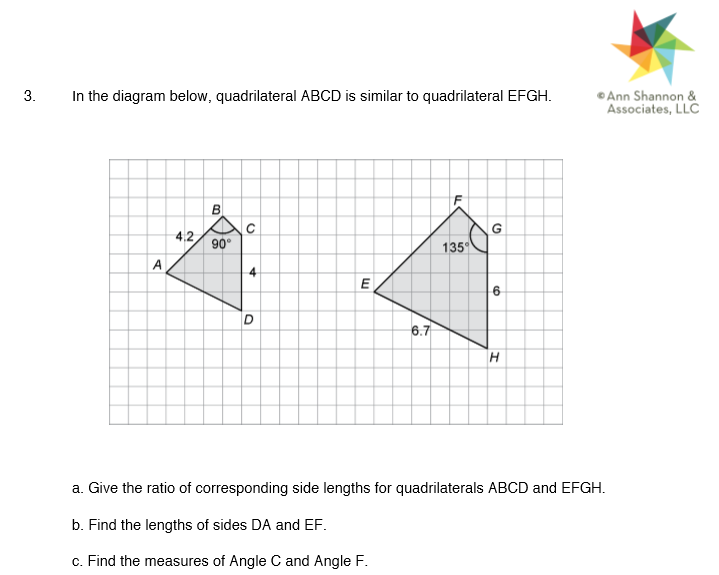 3. In the diagram below, quadrilateral ABCD is similar to quadrilateral EFGH.
© Ann Shannon &
Associates, LLC
B
C
4.2
90°
A
4
D
F
G
135°
E
6
6.7
H
a. Give the ratio of corresponding side lengths for quadrilaterals ABCD and EFGH.
b. Find the lengths of sides DA and EF.
c. Find the measures of Angle C and Angle F.